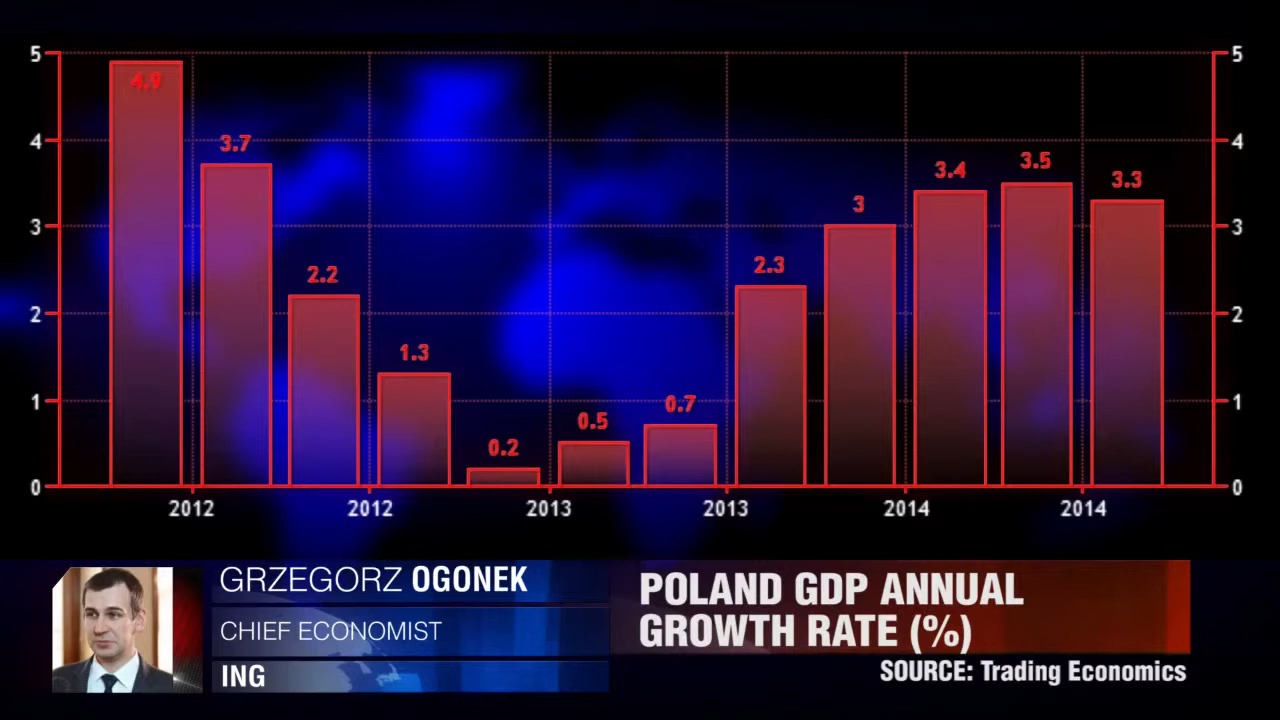 5 5
4.9
3.7
4 4
3.5
3.4
3.3
3
3 3
2.3
2.2
2 2
1.3
1 1
0.7
0.5
0.2
0 0
2012 2012 2013 2013 2014 2014
GRZEGORZ OGONEK
CHIEF ECONOMIST
ING
POLAND GDP ANNUAL
GROWTH RATE (%)
SOURCE: Trading Economics